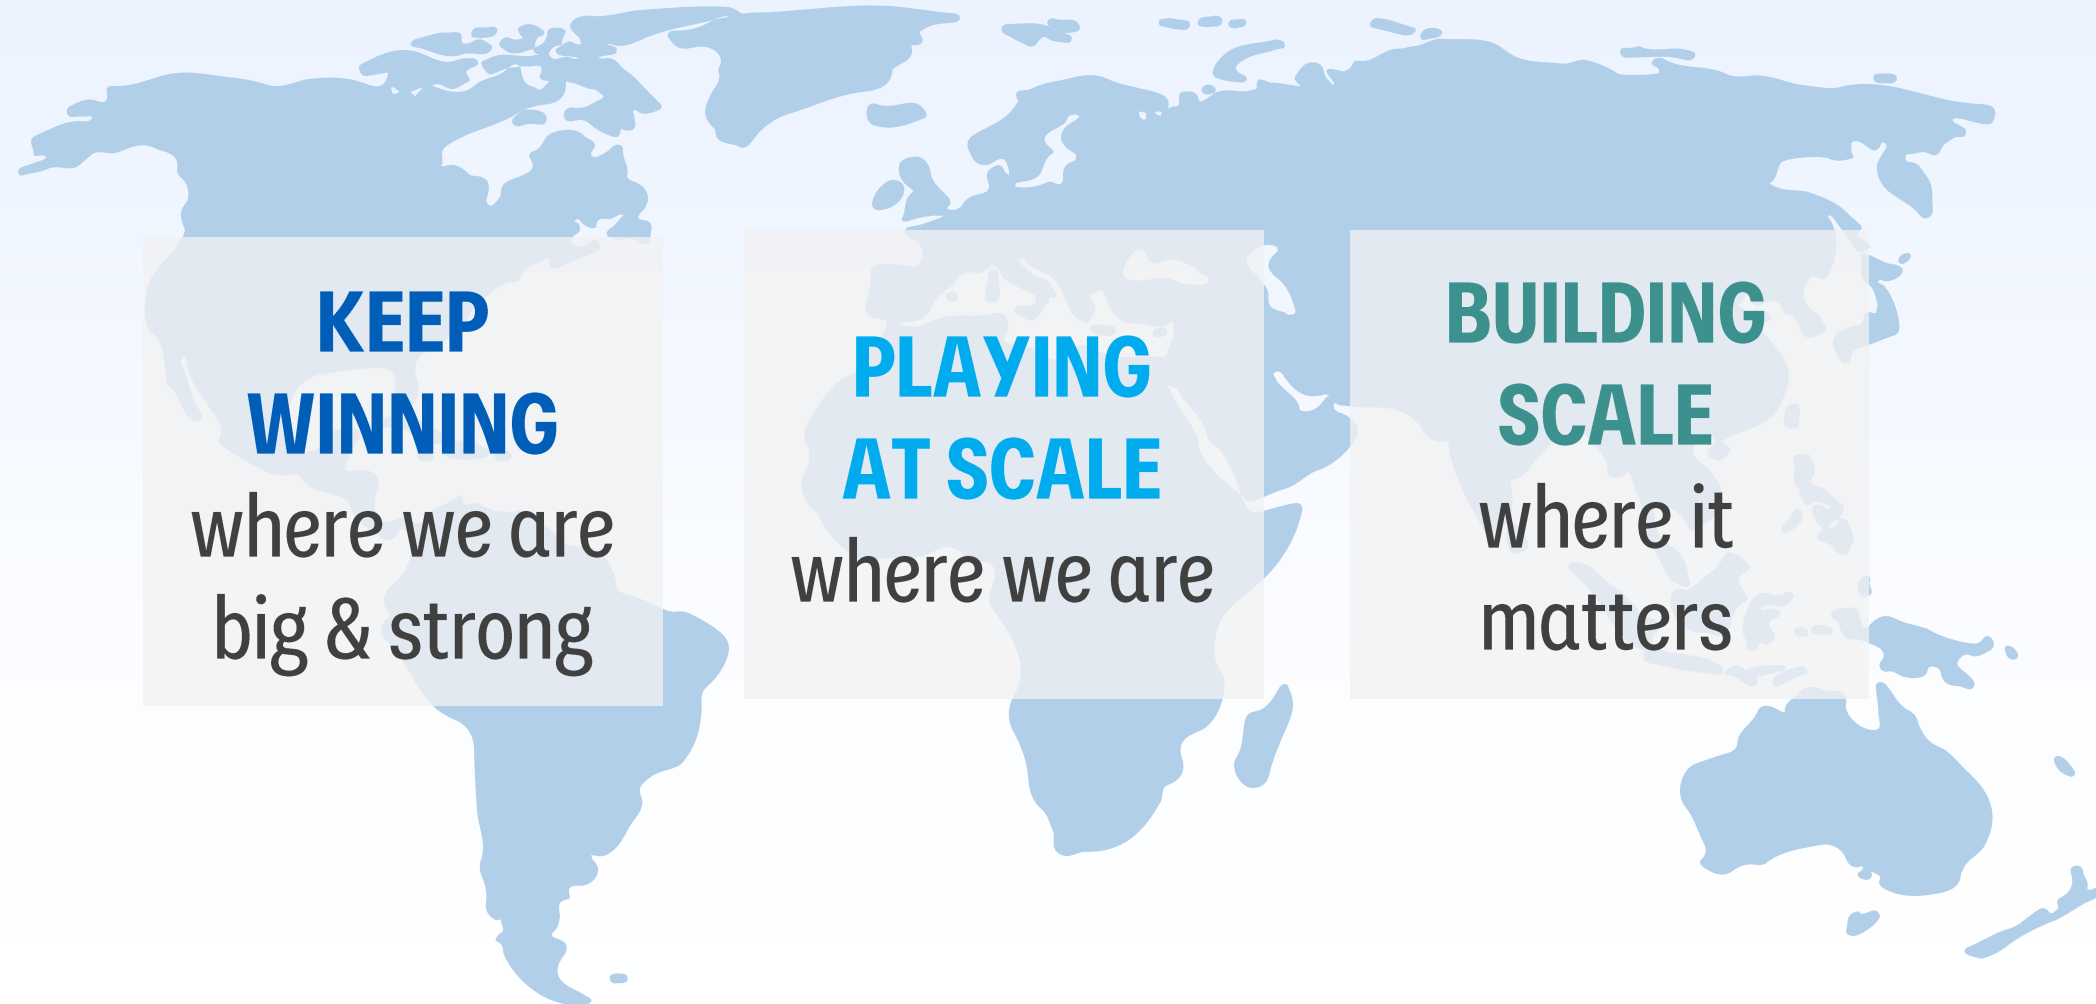 KEEP
WINNING
where we are
big & strong
PLAYING
AT SCALE
where we are
BUILDING
SCALE
where it
matters